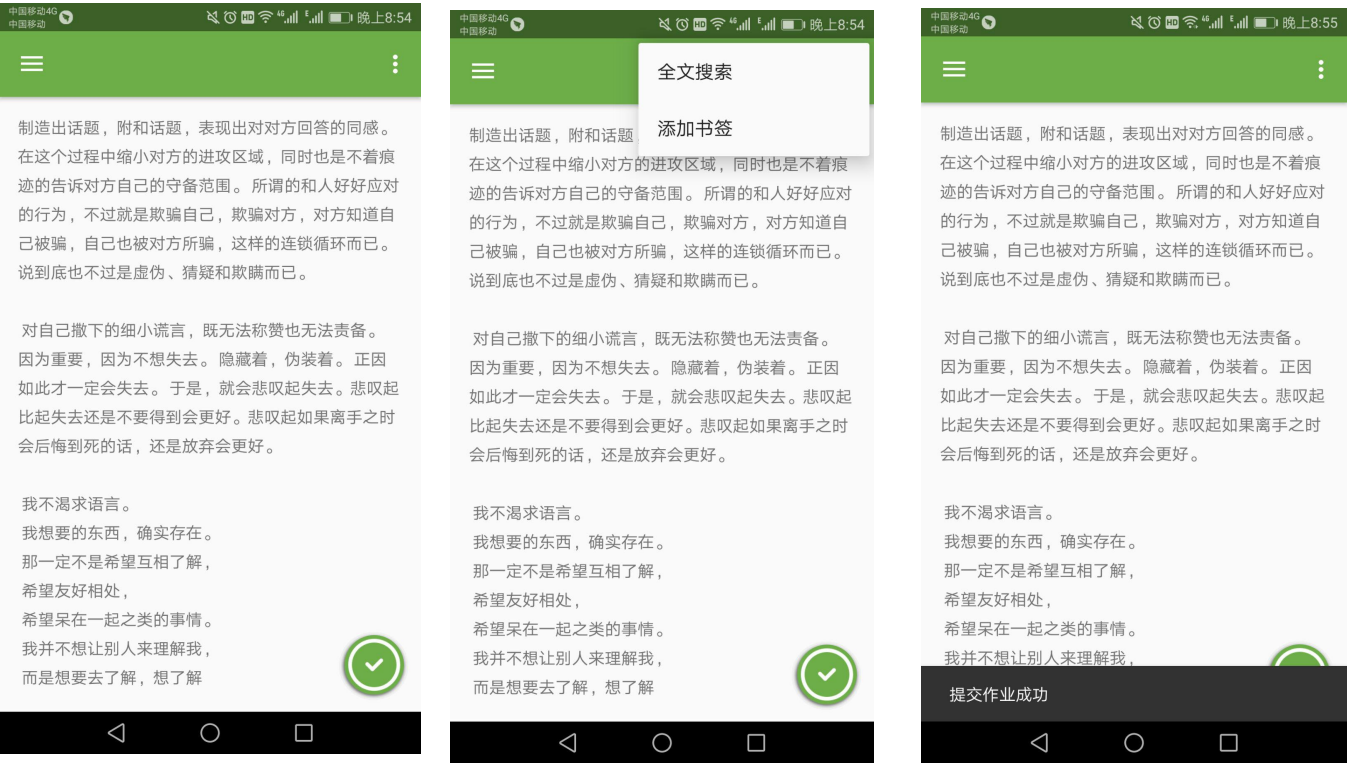 中国移动4G
中国移动
HD 4G E 晚上8:54
制造出话题，附和话题，表现出对对方回答的同感。
在这个过程中缩小对方的进攻区域，同时也是不着痕
迹的告诉对方自己的守备范围。所谓的和人好好应对
的行为，不过就是欺骗自己，欺骗对方，对方知道自
己被骗，自己也被对方所骗，这样的连锁循环而已。
说到底也不过是虚伪、猜疑和欺瞒而已。
对自己撒下的细小谎言，既无法称赞也无法责备。
因为重要，因为不想失去。隐藏着，伪装着。正因
如此才一定会失去。于是，就会悲叹起失去。悲叹起
比起失去还是不要得到会更好。悲叹起如果离手之时
会后悔到死的话，还是放弃会更好。
我不渴求语言。
我想要的东西，确实存在。
那一定不是希望互相了解，
希望友好相处，
希望呆在一起之类的事情。
我并不想让别人来理解我，
而是想要去了解，想了解
中国移动4G
中国移动
HD 4G E 晚上8:54
全文搜索
添加书签
制造出话题，附和话题
在这个过程中缩小对方的进攻区域，同时也是不着痕
迹的告诉对方自己的守备范围。所谓的和人好好应对
的行为，不过就是欺骗自己，欺骗对方，对方知道自
己被骗，自己也被对方所骗，这样的连锁循环而已。
说到底也不过是虚伪、猜疑和欺瞒而已。
对自己撒下的细小谎言，既无法称赞也无法责备。
因为重要，因为不想失去。隐藏着，伪装着。正因
如此才一定会失去。于是，就会悲叹起失去。悲叹起
比起失去还是不要得到会更好。悲叹起如果离手之时
会后悔到死的话，还是放弃会更好。
我不渴求语言。
我想要的东西，确实存在。
那一定不是希望互相了解，
希望友好相处，
希望呆在一起之类的事情。
我并不想让别人来理解我，
而是想要去了解，想了解
中国移动4G
中国移动
HD 4G E 晚上8:55
制造出话题，附和话题，表现出对对方回答的同感。
在这个过程中缩小对方的进攻区域，同时也是不着痕
迹的告诉对方自己的守备范围。所谓的和人好好应对
的行为，不过就是欺骗自己，欺骗对方，对方知道自
己被骗，自己也被对方所骗，这样的连锁循环而已。
说到底也不过是虚伪、猜疑和欺瞒而已。
对自己撒下的细小谎言，既无法称赞也无法责备。
因为重要，因为不想失去。隐藏着，伪装着。正因
如此才一定会失去。于是，就会悲叹起失去。悲叹起
比起失去还是不要得到会更好。悲叹起如果离手之时
会后悔到死的话，还是放弃会更好。
我不渴求语言。
我想要的东西，确实存在。
那一定不是希望互相了解，
希望友好相处，
希望呆在一起之类的事情。
我并不想让别人来理解我，
提交作业成功